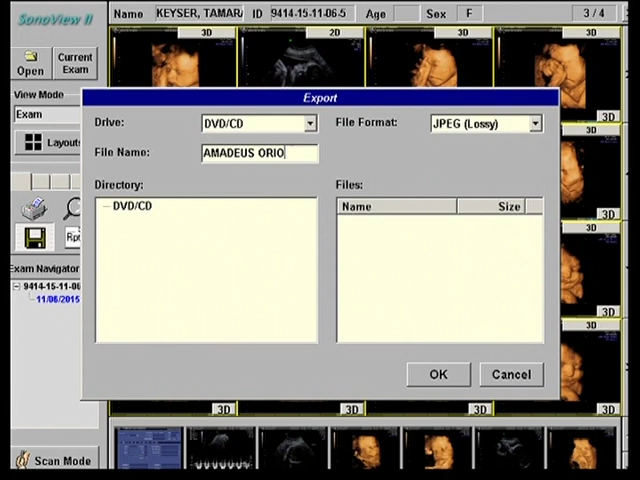 SonoView II
Name KEYSER, TAMARA ID 9414-15-11-06-5 Age Sex F 3 / 4
Open
Current Exam
View Mode
Exam
Layouts
3D 2D 3D 3D
Export
Drive: DVD/CD File Format: JPEG (Lossy)
File Name: AMADEUS ORIO
Directory: Files:
DVD/CD
Name Size
OK Cancel
Rpt
Exam Navigator
9414-15-11-06
11/06/2015
3D
3D
3D
3D
3D
3D 3D 3D 3D
Scan Mode